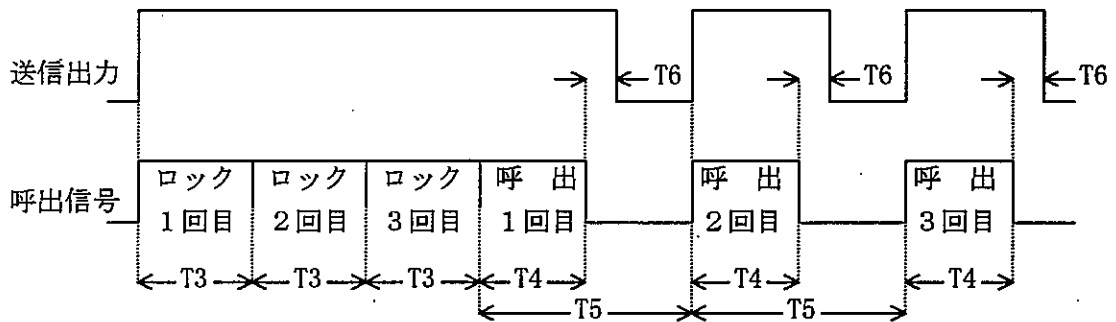 送信出力
T6
T6
T6
呼出信号
ロック
1回目
ロック
2回目
ロック
3回目
呼 出
1回目
呼 出
2回目
呼 出
3回目
T3
T3
T3
T4
T4
T4
T5
T5